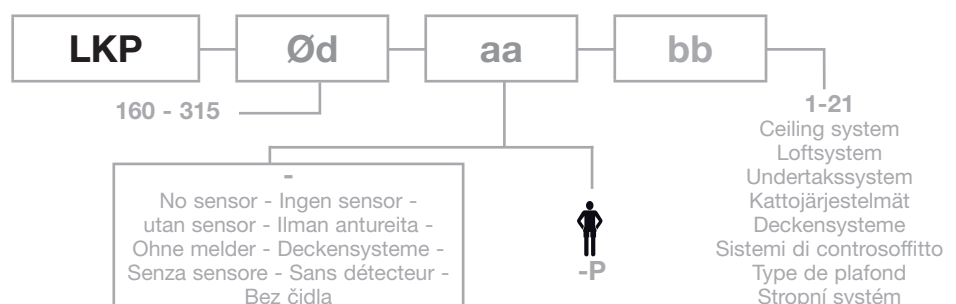 LKP
Ød
aa
bb
160 - 315
-
No sensor - Ingen sensor -
utan sensor - Ilman antureita -
Ohne melder - Deckensysteme -
Senza sensore - Sans détecteur -
Bez čidla
-P
1-21
Ceiling system
Loftsystem
Undertakssystem
Kattojärjestelmät
Deckensysteme
Sistemi di controsoffitto
Type de plafond
Stropní systém